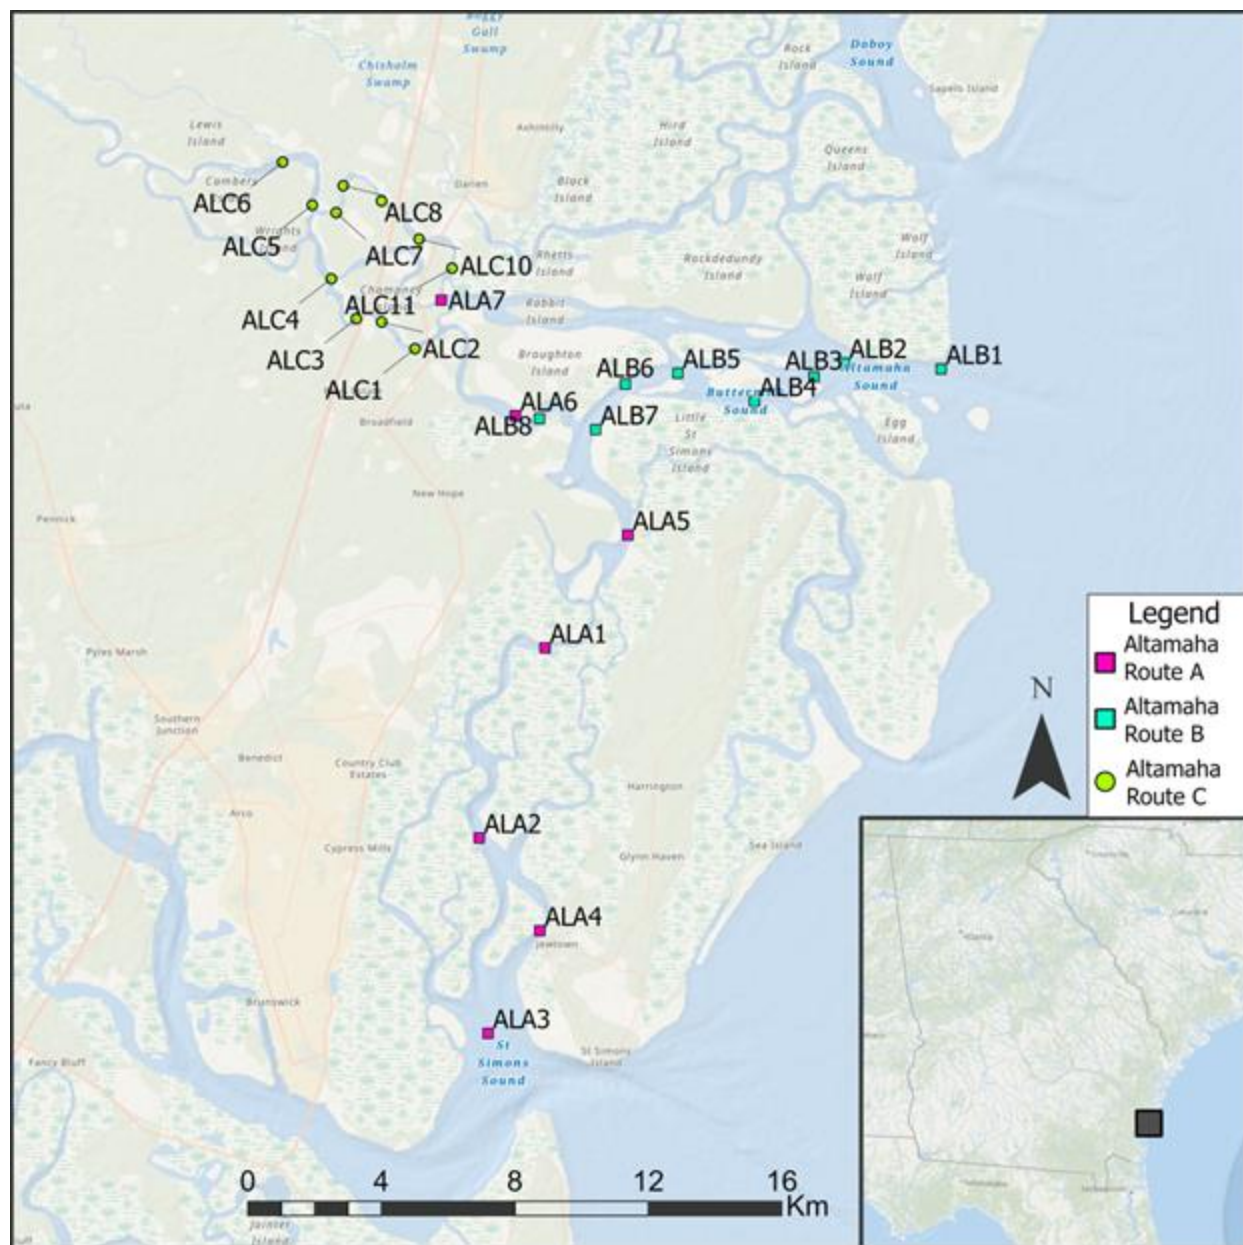 Buggy
Gull
Swamp
Chisholm
Swamp
Rock
Island
Doboy
Sound
Sapelo Island
Lewis
Island
Ashintilly
Hird
Island
Queens
Island
Black
Island
Darien
ALC6
ALC8
ALC5
Wrights
ALC7
ALC10
Rhetts
Island
Rockdedundy
Island
Wolf
Island
Wolf
Island
Champney
ALC4
ALC11
ALA7
Rabbit
Island
ALC3
ALC2
ALC1
Broughton
Island
ALB6
ALB5
ALB3
ALB2
ALB1
Altamaha
Sound
ALB4
Sound
Broadfield
ALA6
ALB8
ALB7
Little
St
Simons
Island
Egg
Island
New Hope
Pennick
ALA5
ALA1
Pyles Marsh
Southern
Junction
Benedict
Country Club
Estates
Harrington
Arco
Cypress Mills
ALA2
Glynn Haven
Sea Island
ALA4
Jewtown
Brunswick
ALA3
St
Simons
Sound
St Simons
Island
Fancy Bluff
Jointer
Island
0 4 8 12 16
Km
Legend
Altamaha
Route A
Altamaha
Route B
Altamaha
Route C
N
Atlanta